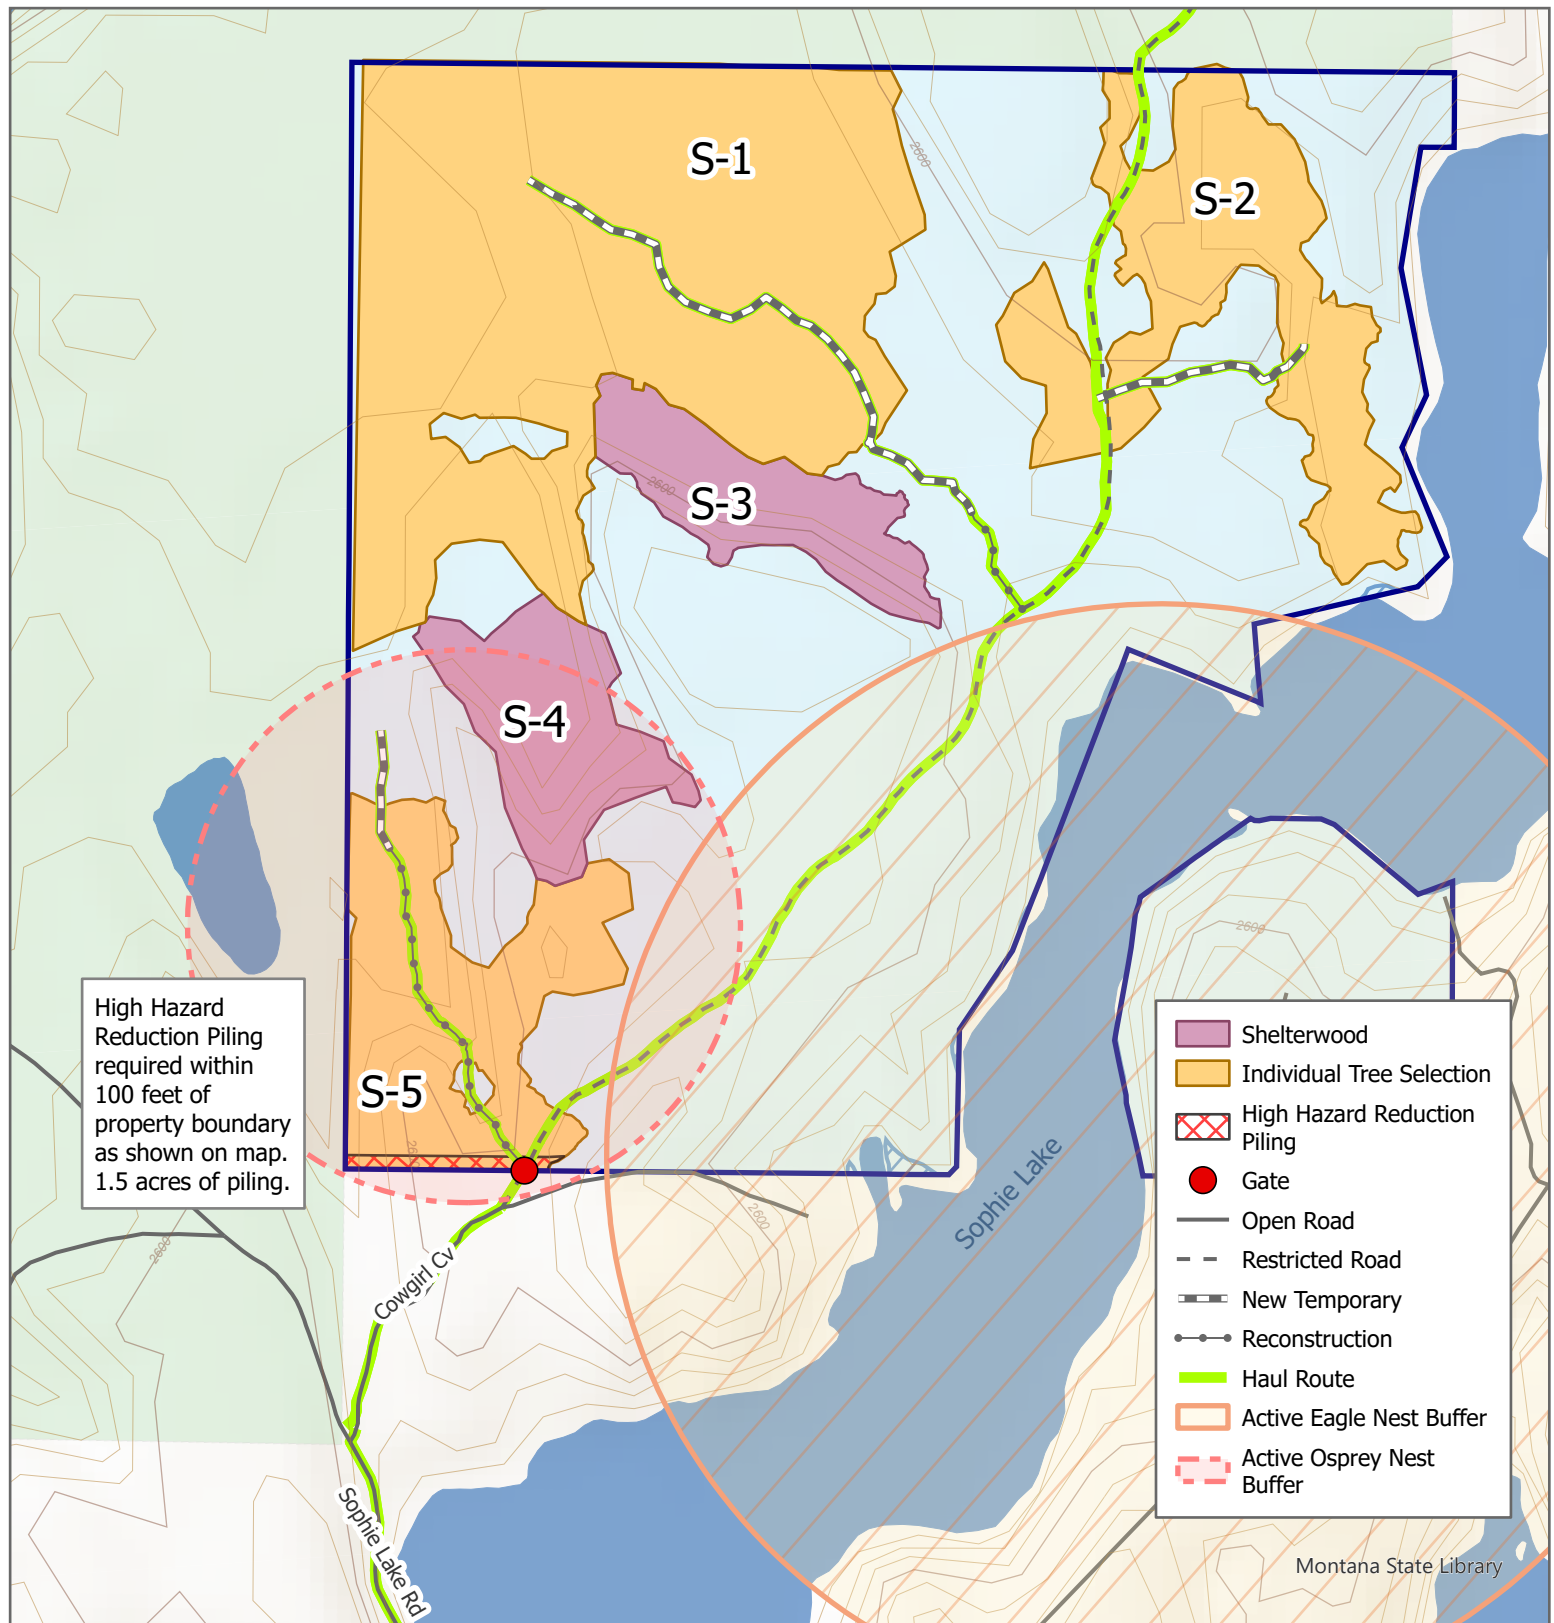 S-1
2600
S-2
2600
S-3
S-4
2600
High Hazard
Reduction Piling
required within
100 feet of
property boundary
as shown on map.
1.5 acres of piling.
S-5
2600
2600
Sophie Lake
Cowgirl Cv
Sophie Lake Rd
Shelterwood
Individual Tree Selection
High Hazard Reduction
Piling
Gate
Open Road
Restricted Road
New Temporary
Reconstruction
Haul Route
Active Eagle Nest Buffer
Active Osprey Nest
Buffer
Montana State Library